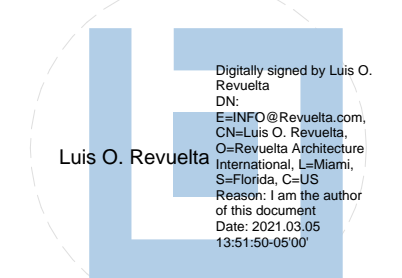 Luis O. Revuelta
Digitally signed by Luis O.
Revuelta
DN:
E=INFO@Revuelta.com,
CN=Luis O. Revuelta,
O=Revuelta Architecture
International, L=Miami,
S=Florida, C=US
Reason: I am the author
of this document
Date: 2021.03.05
13:51:50-05'00'